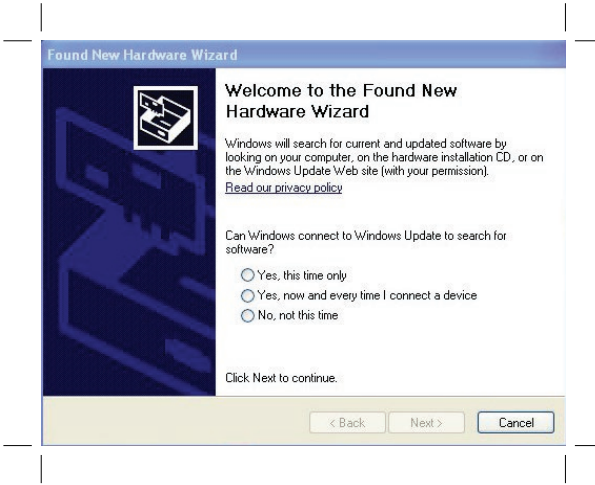 Found New Hardware Wizard
Welcome to the Found New
Hardware Wizard
Windows will search for current and updated software by
looking on your computer, on the hardware installation CD, or on
the Windows Update Web site (with your permission).
Read our privacy policy
Can Windows connect to Windows Update to search for
software?
Yes, this time only
Yes, now and every time I connect a device
No, not this time
Click Next to continue.
< Back Next > Cancel